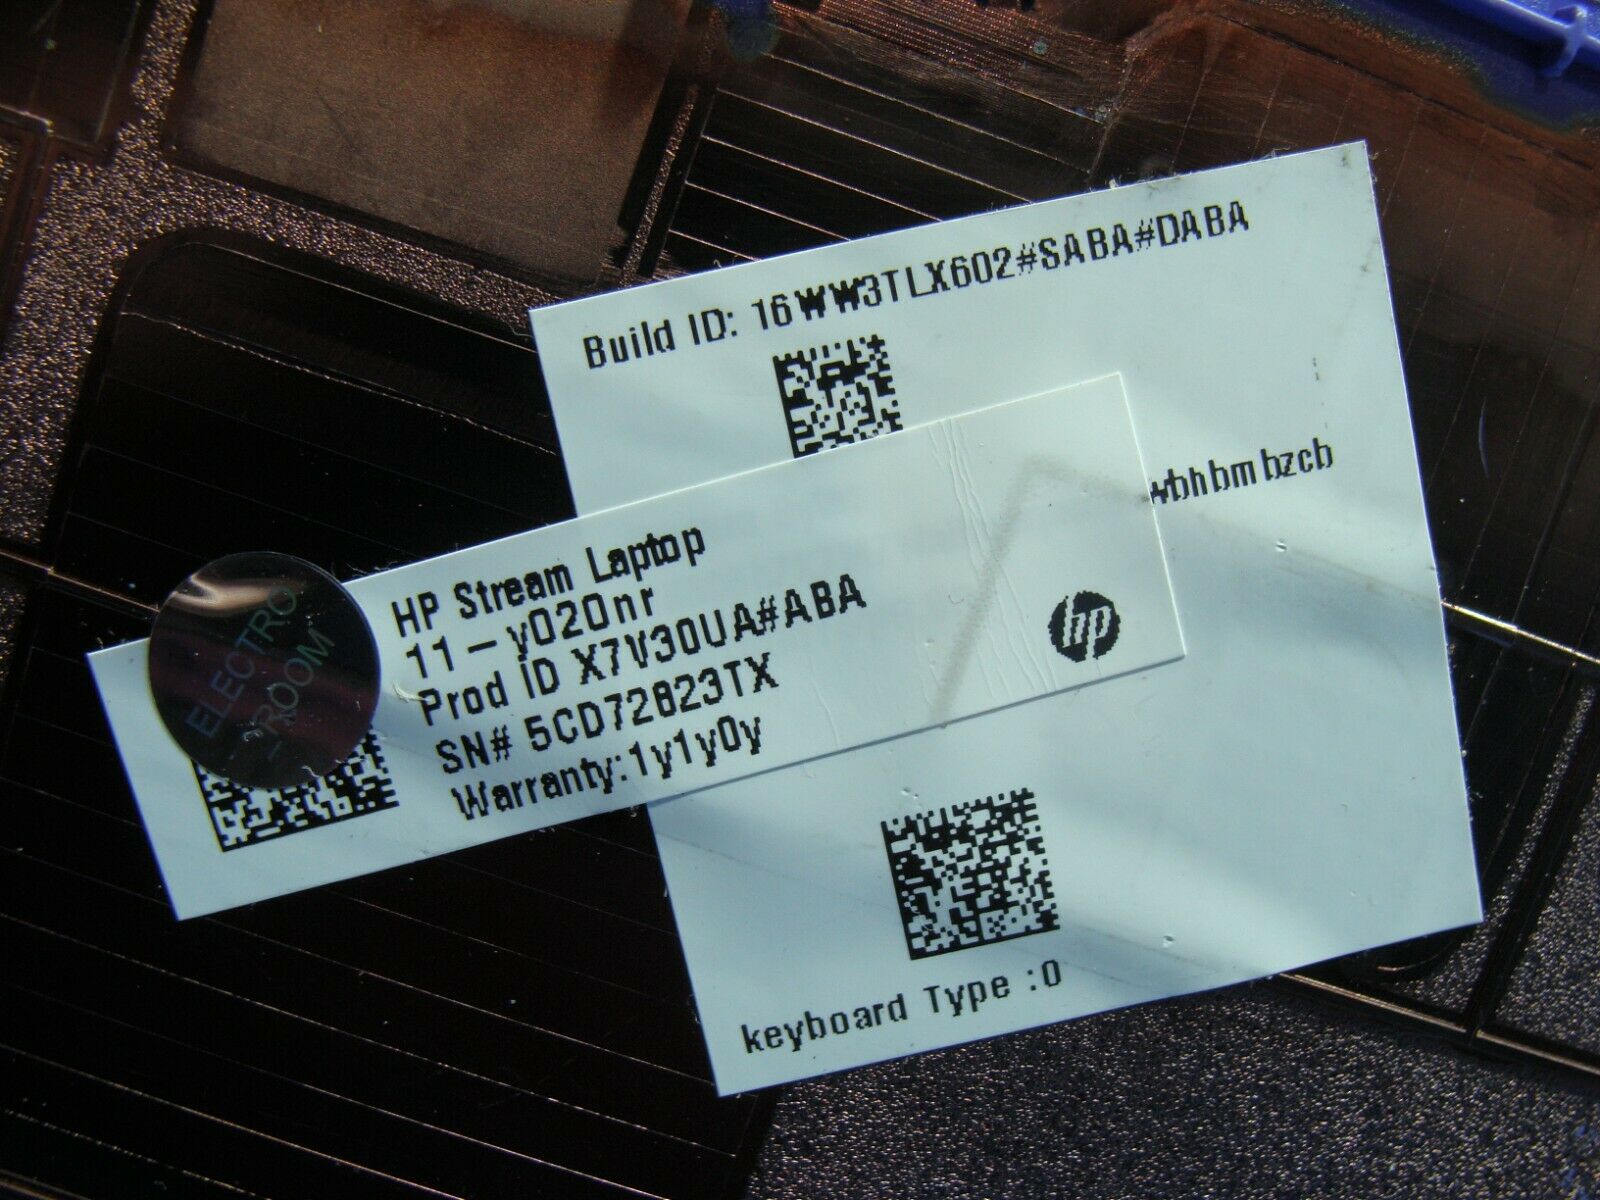 Build ID: 16WW3TLX602#SABA#DABA
HP Stream Laptop
11-y020nr
Prod ID X7V30UA#ABA
SN# 5CD72823TX
Warranty:1y1y0y
hp
ELECTRO
ROOM
keyboard Type :0